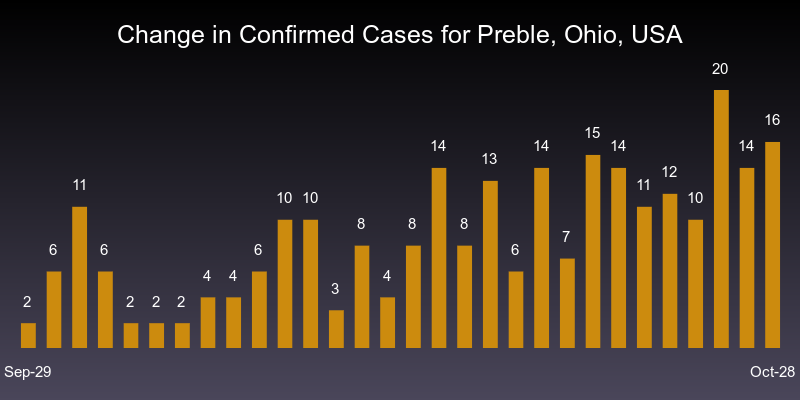 Change in Confirmed Cases for Preble, Ohio, USA
2 6 11 6 2 2 2 4 4 6 10 10 3 8 4 8 14 8 13 6 14 7 15 14 11 12 10 20 14 16
Sep-29 Oct-28